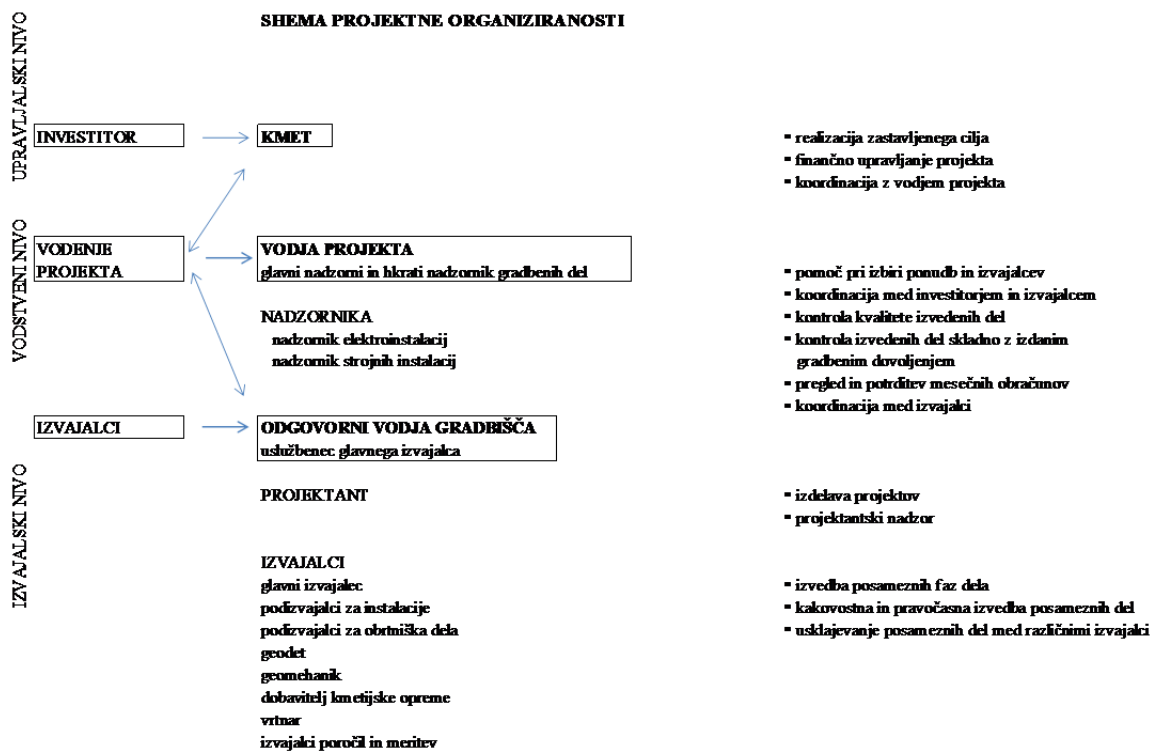 SHEMA PROJEKTNE ORGANIZIRANOSTI
UPRAVLJALSKI NIVO
INVESTITOR
KMET
▪ realizacija zastavljenega cilja
▪ finančno upravljanje projekta
▪ koordinacija z vodjem projekta
VODSTVENI NIVO
VODENJE
PROJEKTA
VODJA PROJEKTA
glavni nadzorni in hkrati nadzornik gradbenih del
NADZORNIKA
nadzornik elektroinstalacij
nadzornik strojnih instalacij
▪ pomoč pri izbiri ponudb in izvajalcev
▪ koordinacija med investitorjem in izvajalcem
▪ kontrola kvalitete izvedenih del
▪ kontrola izvedenih del skladno z izdanim
gradbenim dovoljenjem
▪ pregled in potrditev mesečnih obračunov
▪ koordinacija med izvajalci
IZVAJALSKI NIVO
IZVAJALCI
ODGOVORNI VODJA GRADBIŠČA
uslužbenec glavnega izvajalca
PROJEKTANT
▪ izdelava projektov
▪ projektantski nadzor
IZVAJALCI
glavni izvajalec
podizvajalci za instalacije
podizvajalci za obrtniška dela
geodet
geomehanik
dobavitelj kmetijske opreme
vrtnar
izvajalci poročil in meritev
▪ izvedba posameznih faz dela
▪ kakovostna in pravočasna izvedba posameznih del
▪ usklajevanje posameznih del med različnimi izvajalci